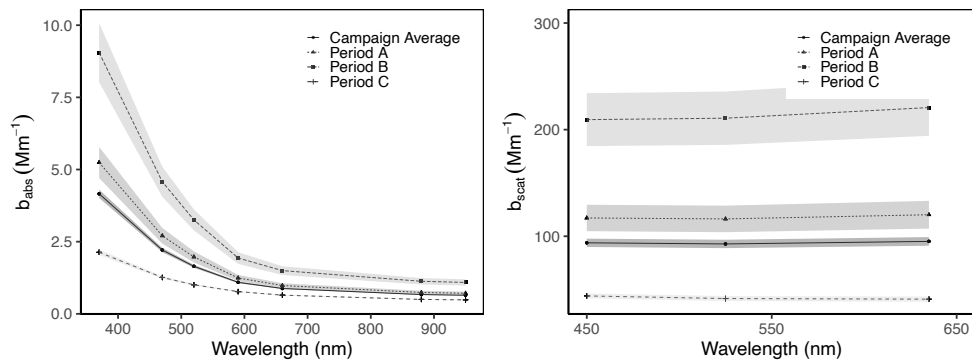 10.0
7.5
5.0
2.5
0.0
b_abs (Mm⁻¹)
400 500 600 700 800 900
Wavelength (nm)
Campaign Average
Period A
Period B
Period C
300
200
100
b_scat (Mm⁻¹)
450 550 650
Wavelength (nm)
Campaign Average
Period A
Period B
Period C